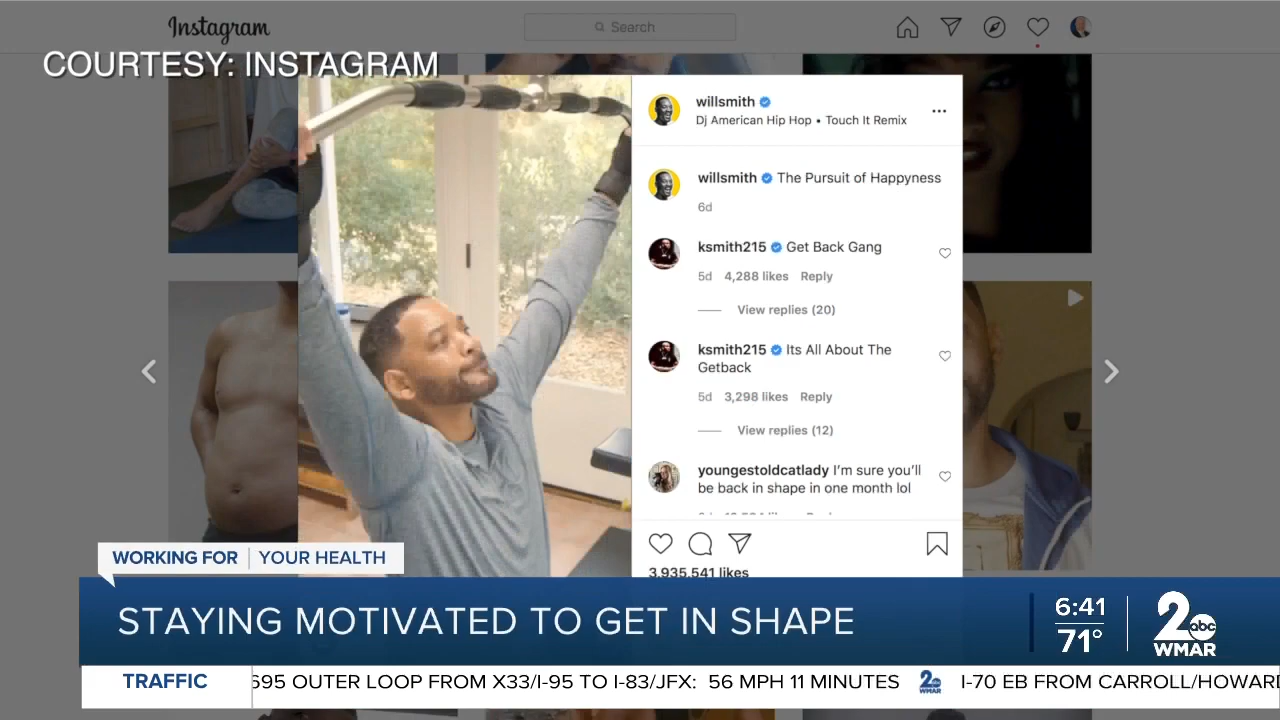 Instagram
Search
COURTESY: INSTAGRAM
willsmith
Dj American Hip Hop • Touch It Remix
willsmith The Pursuit of Happyness
6d
ksmith215 Get Back Gang
5d 4,288 likes Reply
View replies (20)
ksmith215 Its All About The
Getback
5d 3,298 likes Reply
View replies (12)
youngestoldcatlady I'm sure you'll
be back in shape in one month lol
3,935,541 likes
WORKING FOR YOUR HEALTH
STAYING MOTIVATED TO GET IN SHAPE
6:41
71°
2 abc
WMAR
TRAFFIC
695 OUTER LOOP FROM X33/I-95 TO I-83/JFX: 56 MPH 11 MINUTES 2 WMAR I-70 EB FROM CARROLL/HOWARD